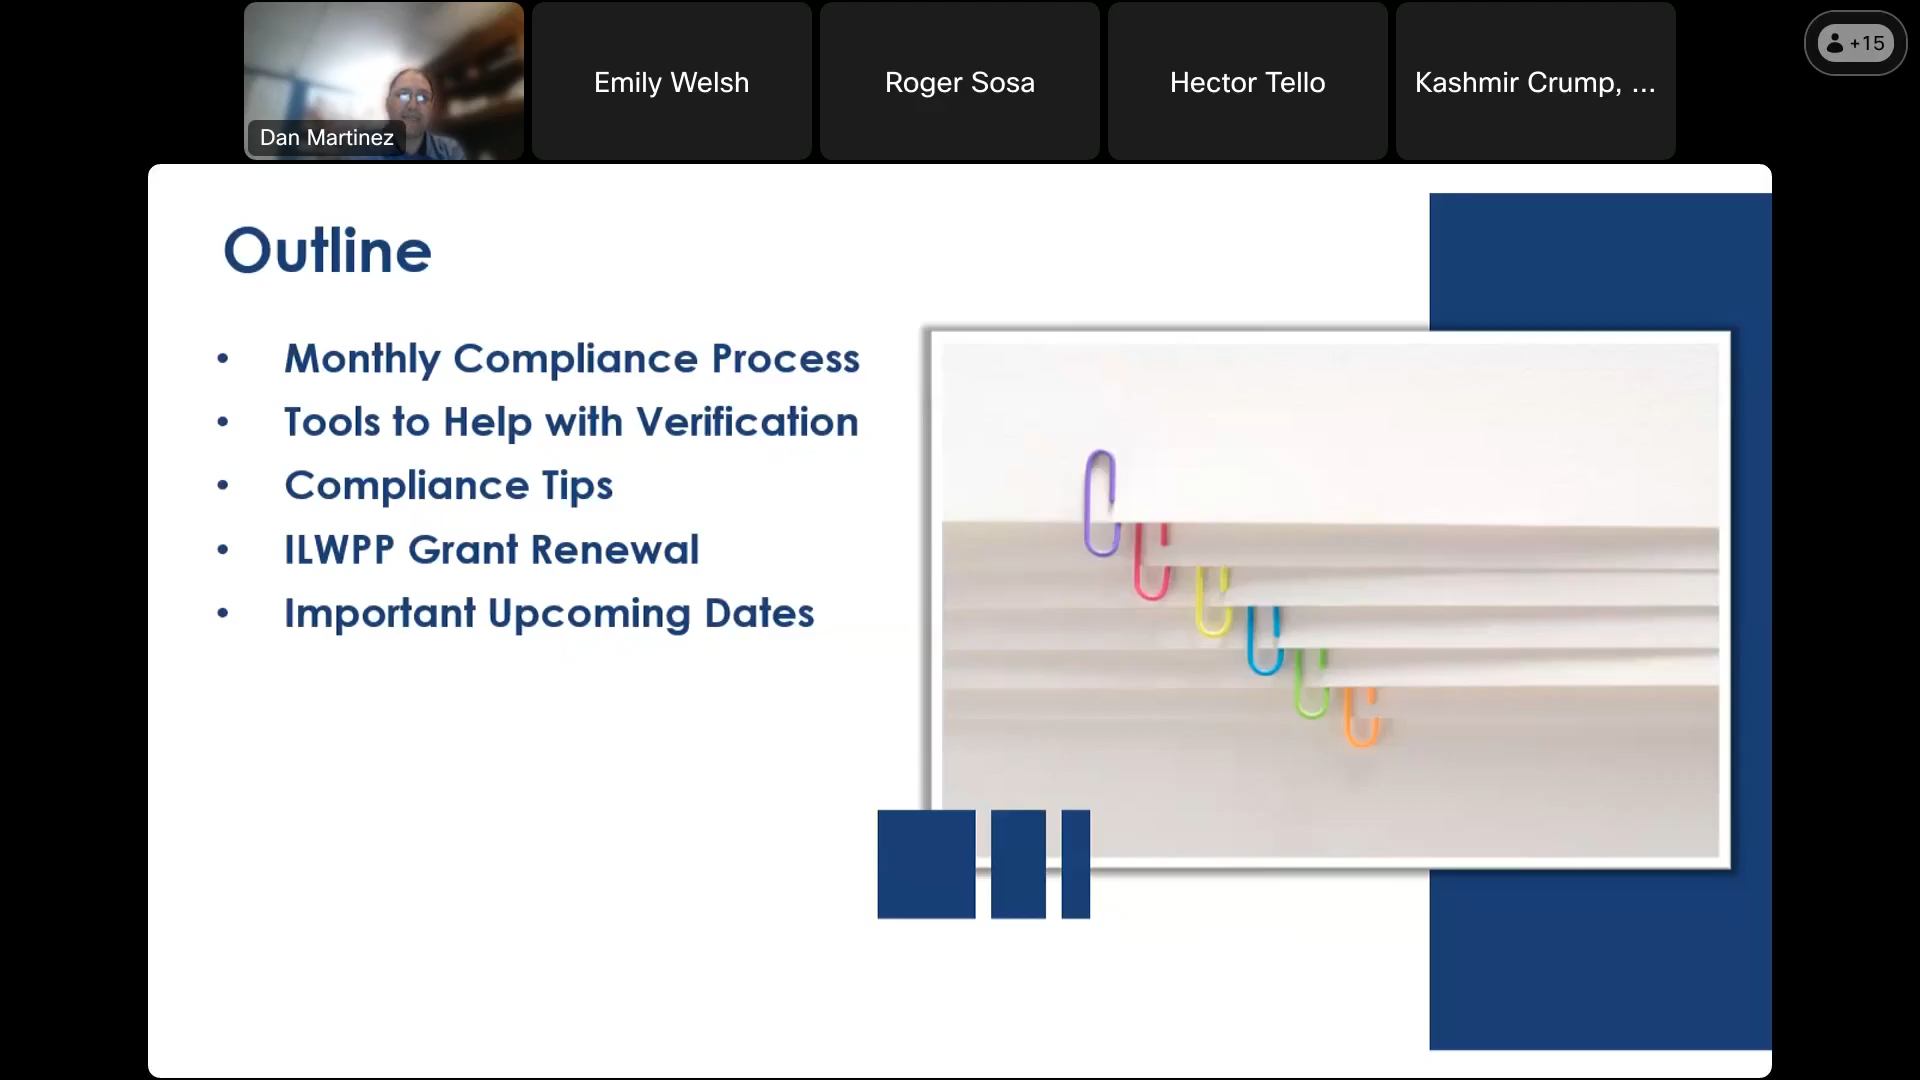 Dan Martinez
Emily Welsh
Roger Sosa
Hector Tello
Kashmir Crump, ...
+15
Outline
• Monthly Compliance Process
• Tools to Help with Verification
• Compliance Tips
• ILWPP Grant Renewal
• Important Upcoming Dates